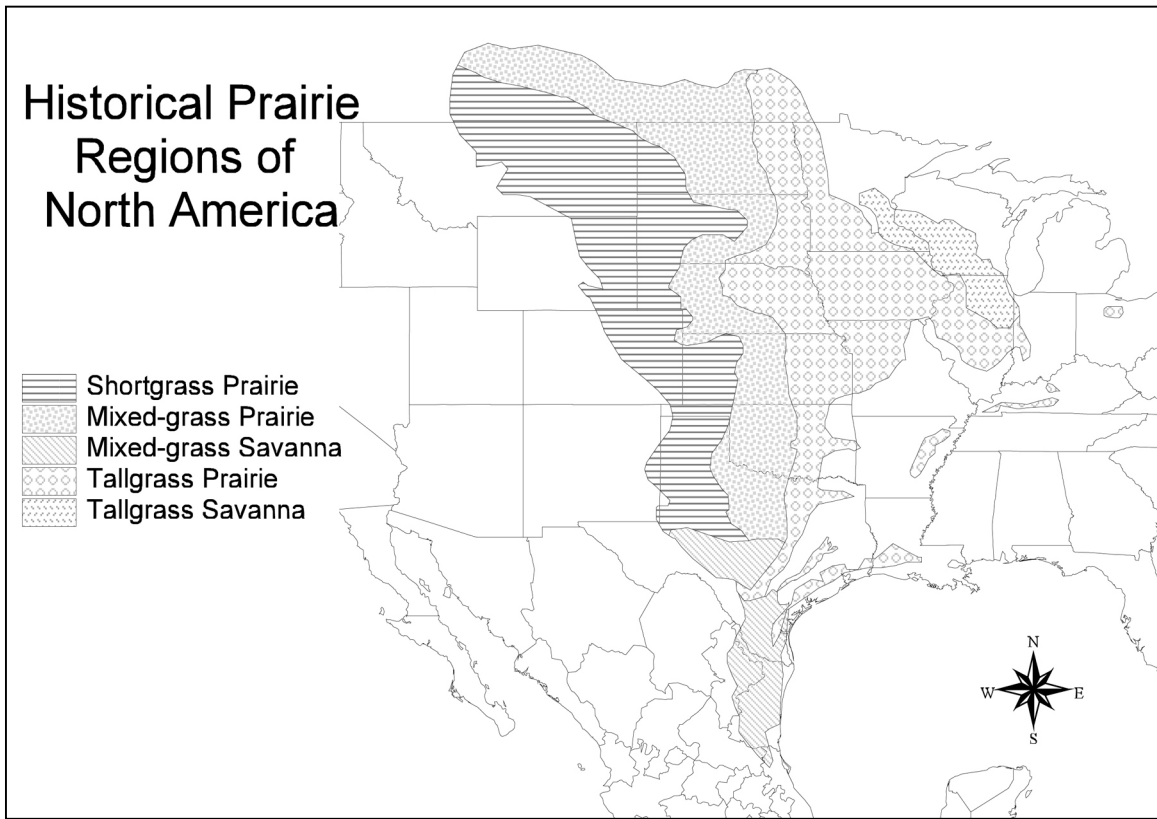 Historical Prairie
Regions of
North America
Shortgrass Prairie
Mixed-grass Prairie
Mixed-grass Savanna
Tallgrass Prairie
Tallgrass Savanna
N
W E
S